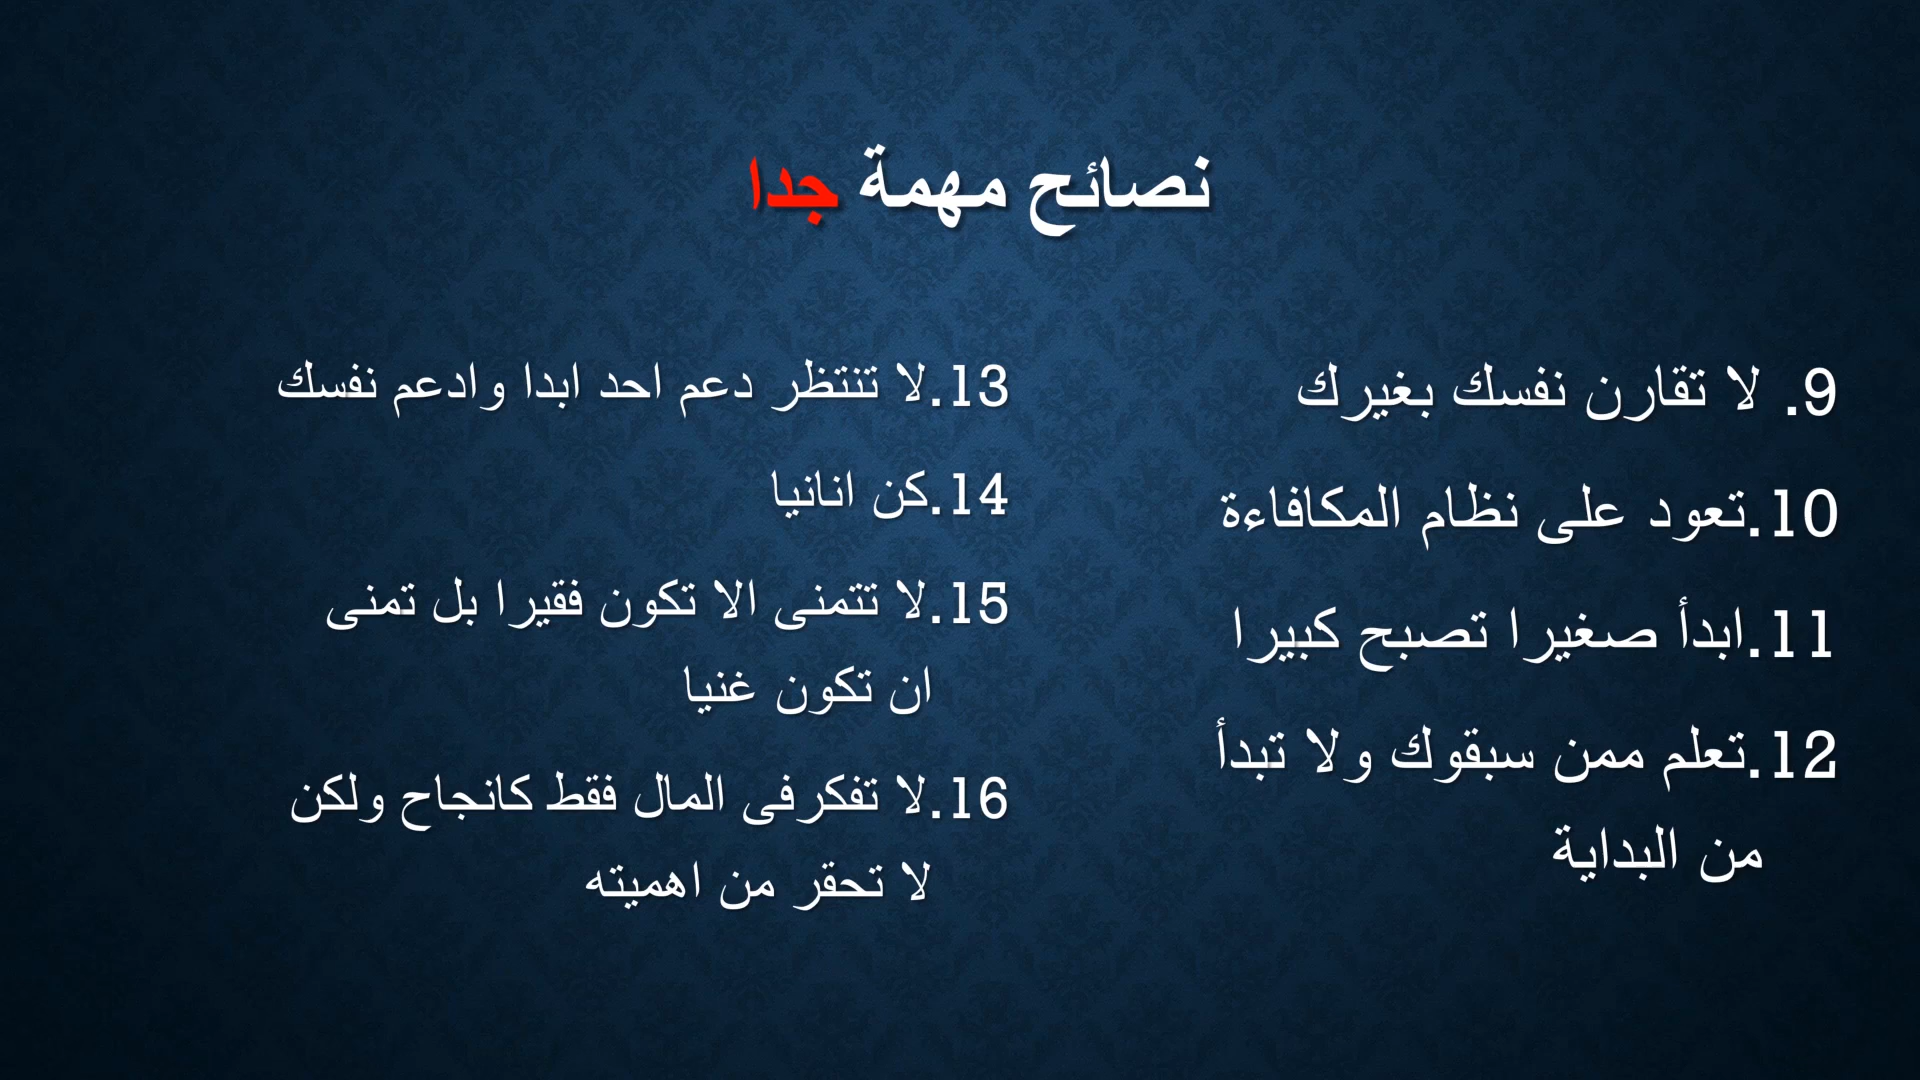 نصائح مهمة جدا
9. لا تقارن نفسك بغيرك
10.تعود على نظام المكافاءة
11.ابدأ صغيرا تصبح كبيرا
12.تعلم ممن سبقوك ولا تبدأ
من البداية
13.لا تنتظر دعم احد ابدا وادعم نفسك
14.كن انانيا
15.لا تتمنى الا تكون فقيرا بل تمنى
ان تكون غنيا
16.لا تفكرفى المال فقط كانجاح ولكن
لا تحقر من اهميته